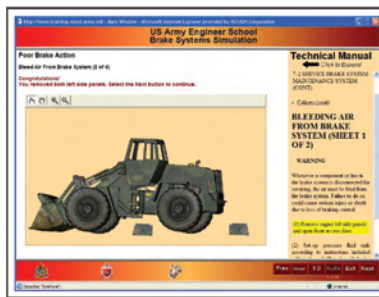 US Army Engineer School
Brake Systems Simulation
Poor Brake Action
Bleed Air From Brake System (2 of 4)
Congratulations!
You removed both left side panels. Select the Next button to continue.
Technical Manual
Click to Expand
7-2 SERVICE BRAKE SYSTEM
MAINTENANCE SYSTEM
(CONT)
BLEEDING AIR
FROM BRAKE
SYSTEM (SHEET 1
OF 2)
WARNING
Whenever a component or line in
the brake system is disconnected for
servicing, the air must be bled from
the brake system. Failure to do so
could cause serious injury or death
due to loss of braking control.
(1) Remove engine left side panels
and open front access door.
(2) Set-up pressure fluid tank
according to instructions included
Prev
3D
Exit
Next
Internet